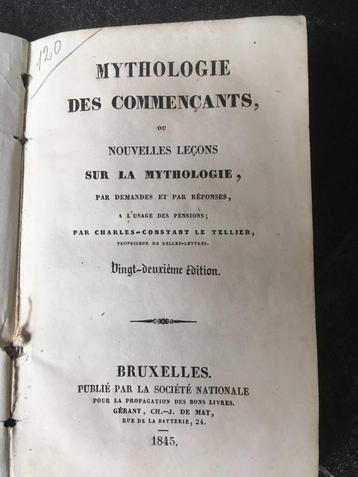 120
MYTHOLOGIE
DES COMMENÇANTS,
OU
NOUVELLES LEÇONS
SUR LA MYTHOLOGIE,
PAR DEMANDES ET PAR RÉPONSES,
A L'USAGE DES PENSIONS;
PAR CHARLES-CONSTANT LE TELLIER,
PROFESSEUR DE BELLES-LETTRES.
Vingt-deuxième édition.
BRUXELLES.
PUBLIÉ PAR LA SOCIÉTÉ NATIONALE
POUR LA PROPAGATION DES BONS LIVRES.
GÉRANT, CH.-J. DE MAT,
RUE DE LA BATTERIE, 24.
1845.